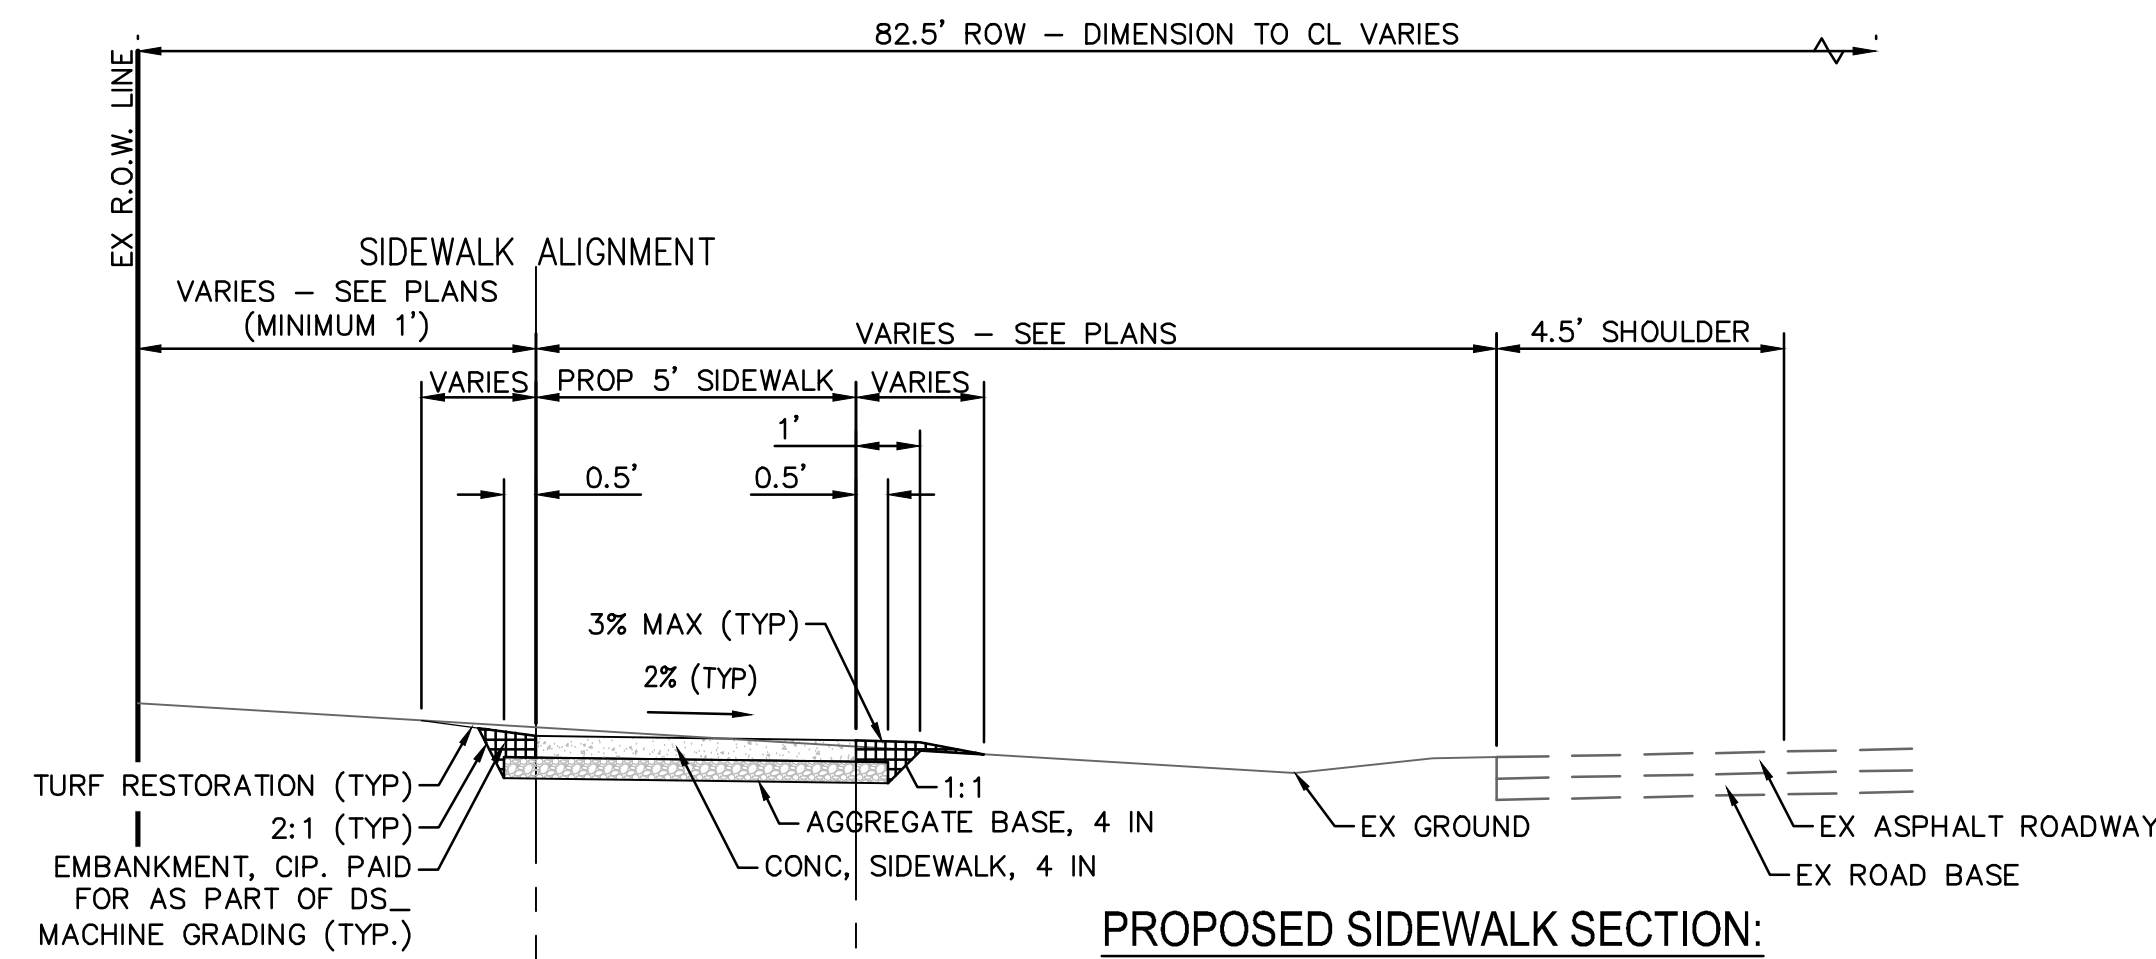 82.5' ROW – DIMENSION TO CL VARIES
EX R.O.W. LINE
SIDEWALK ALIGNMENT
VARIES – SEE PLANS
(MINIMUM 1')
VARIES – SEE PLANS
4.5' SHOULDER
VARIES
PROP 5' SIDEWALK
VARIES
1'
0.5'
0.5'
3% MAX (TYP)
2% (TYP)
TURF RESTORATION (TYP)
2:1 (TYP)
EMBANKMENT, CIP. PAID
FOR AS PART OF DS_
MACHINE GRADING (TYP.)
1:1
AGGREGATE BASE, 4 IN
CONC, SIDEWALK, 4 IN
EX GROUND
EX ASPHALT ROADWAY
EX ROAD BASE
PROPOSED SIDEWALK SECTION: